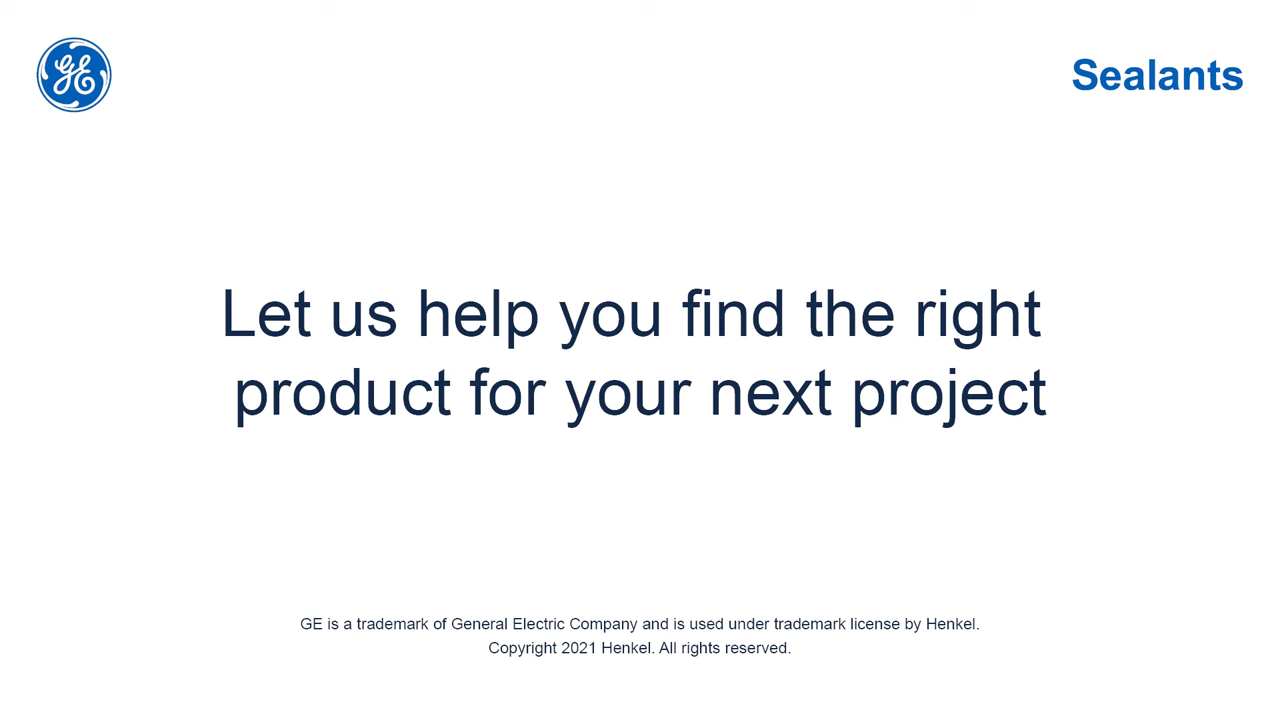 GE
Sealants
Let us help you find the right
product for your next project
GE is a trademark of General Electric Company and is used under trademark license by Henkel.
Copyright 2021 Henkel. All rights reserved.